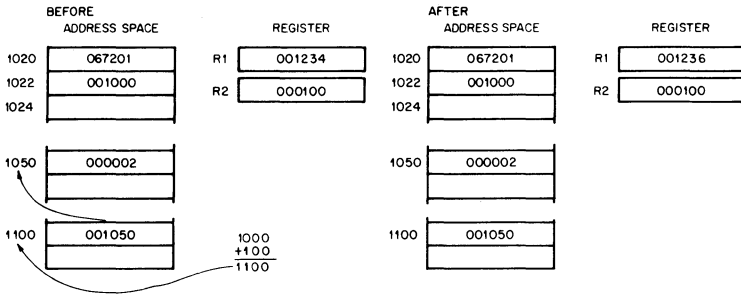 BEFORE
ADDRESS SPACE
REGISTER
1020 067201
R1 001234
1022 001000
R2 000100
1024
1050 000002
1100 001050
1000
+100
1100
AFTER
ADDRESS SPACE
REGISTER
1020 067201
R1 001236
1022 001000
R2 000100
1024
1050 000002
1100 001050